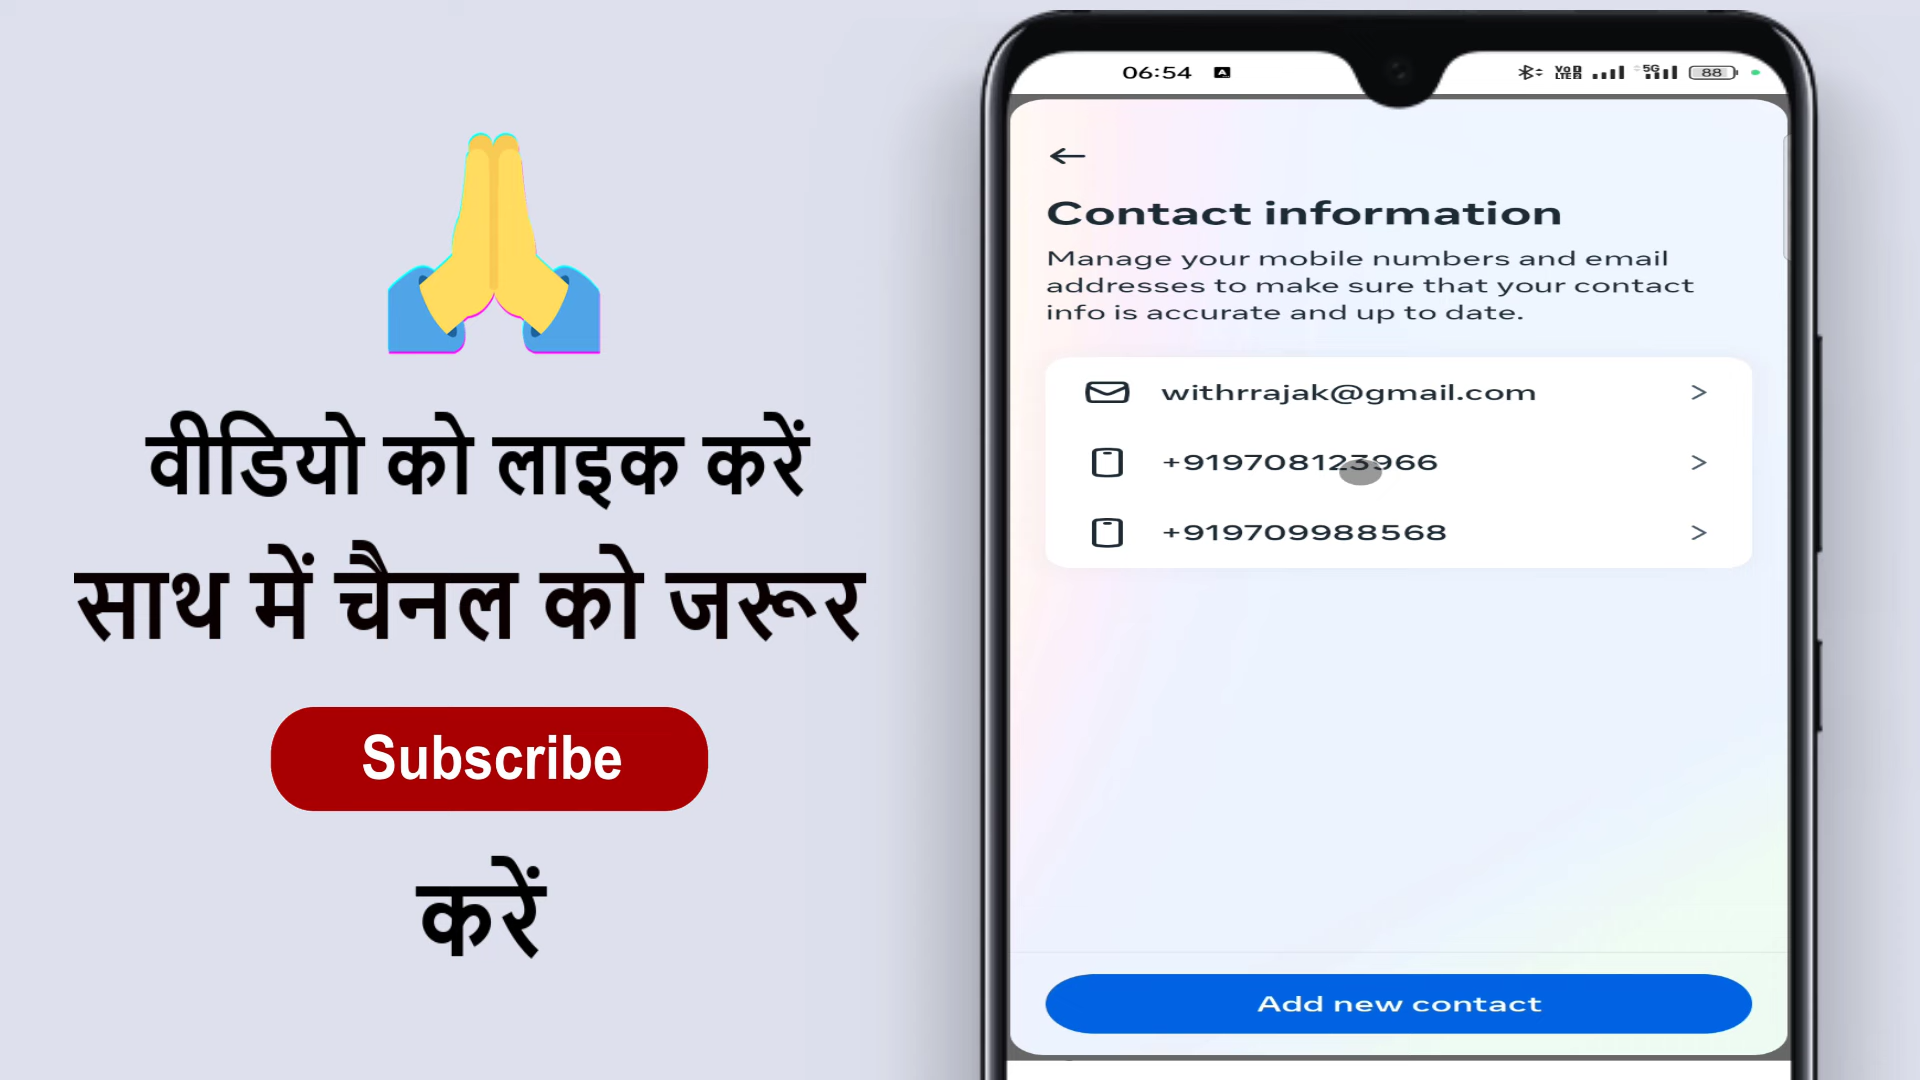 वीडियो को लाइक करें
साथ में चैनल को जरूर
Subscribe
करें
06:54
5G
88
Contact information
Manage your mobile numbers and email
addresses to make sure that your contact
info is accurate and up to date.
withrrajak@gmail.com
+919708123966
+919709988568
Add new contact